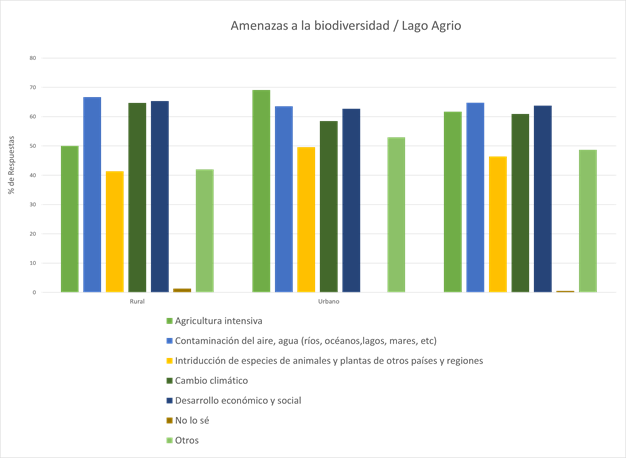 Amenazas a la biodiversidad / Lago Agrio
80
70
60
50
40
30
20
10
0
% de Respuestas
Rural Urbano
Agricultura intensiva
Contaminación del aire, agua (ríos, océanos,lagos, mares, etc)
Intriducción de especies de animales y plantas de otros países y regiones
Cambio climático
Desarrollo económico y social
No lo sé
Otros